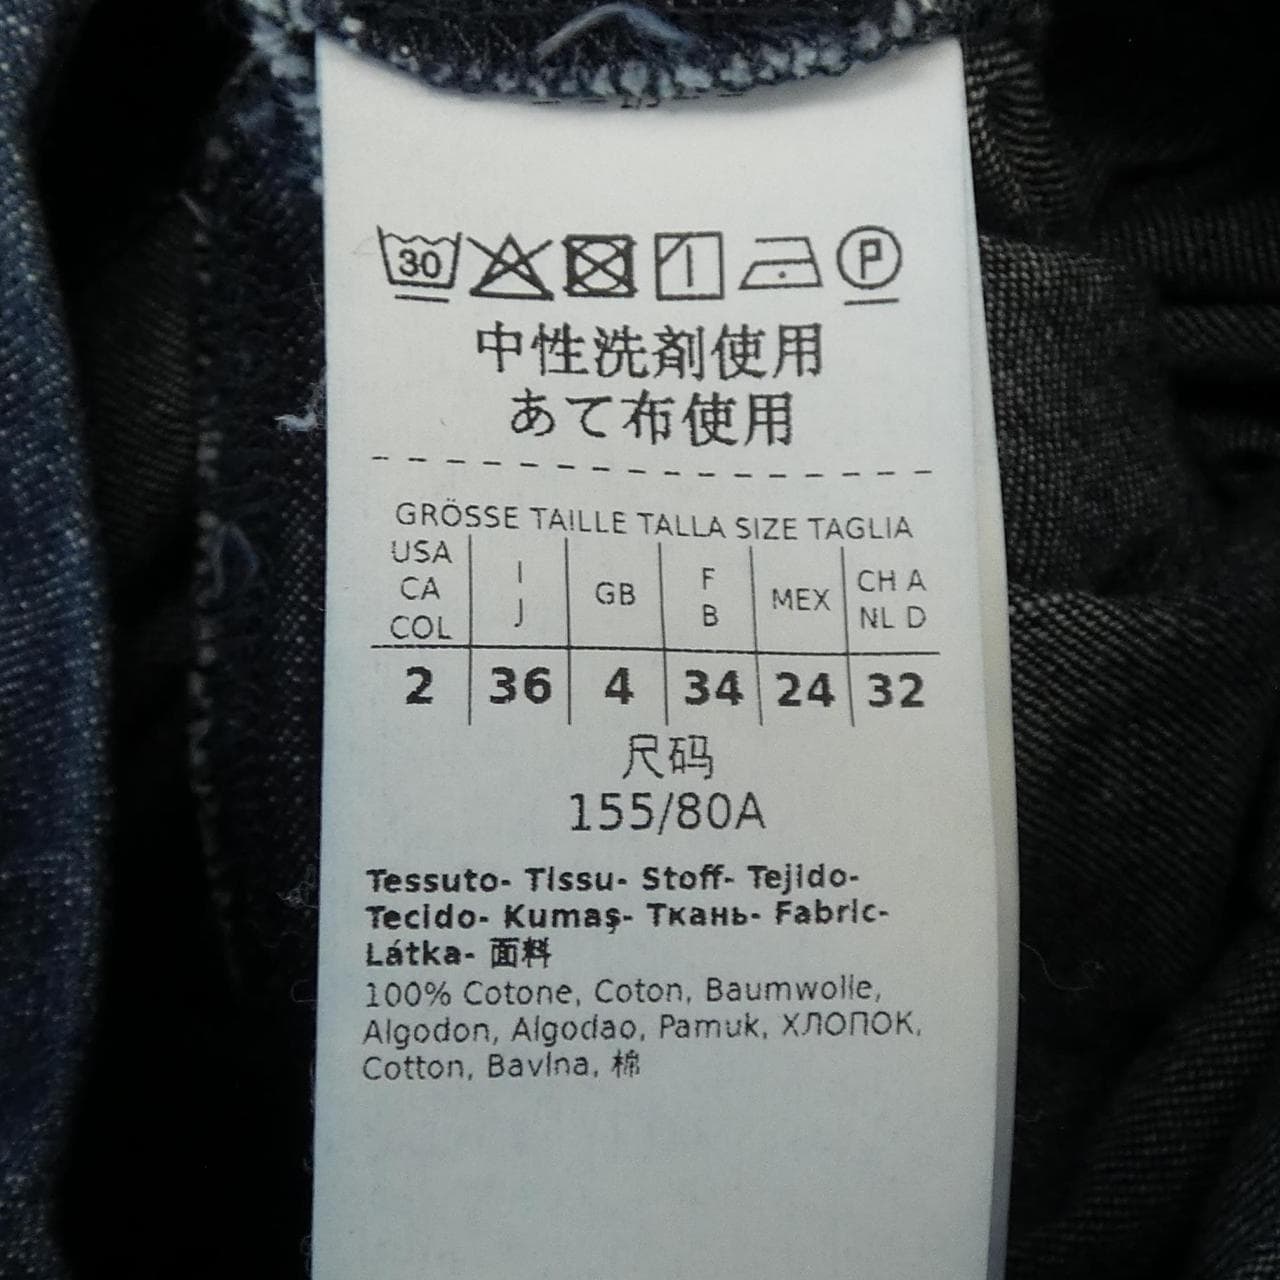 1/3
30 P
中性洗剤使用
あて布使用
GRÖSSE TAILLE TALLA SIZE TAGLIA
USA CA COL I J GB F B MEX CH A NL D
2 36 4 34 24 32
尺码
155/80A
Tessuto- Tissu- Stoff- Tejido-
Tecido- Kumaş- Ткань- Fabric-
Látka- 面料
100% Cotone, Coton, Baumwolle,
Algodon, Algodao, Pamuk, ХЛОПОК,
Cotton, Bavlna, 棉